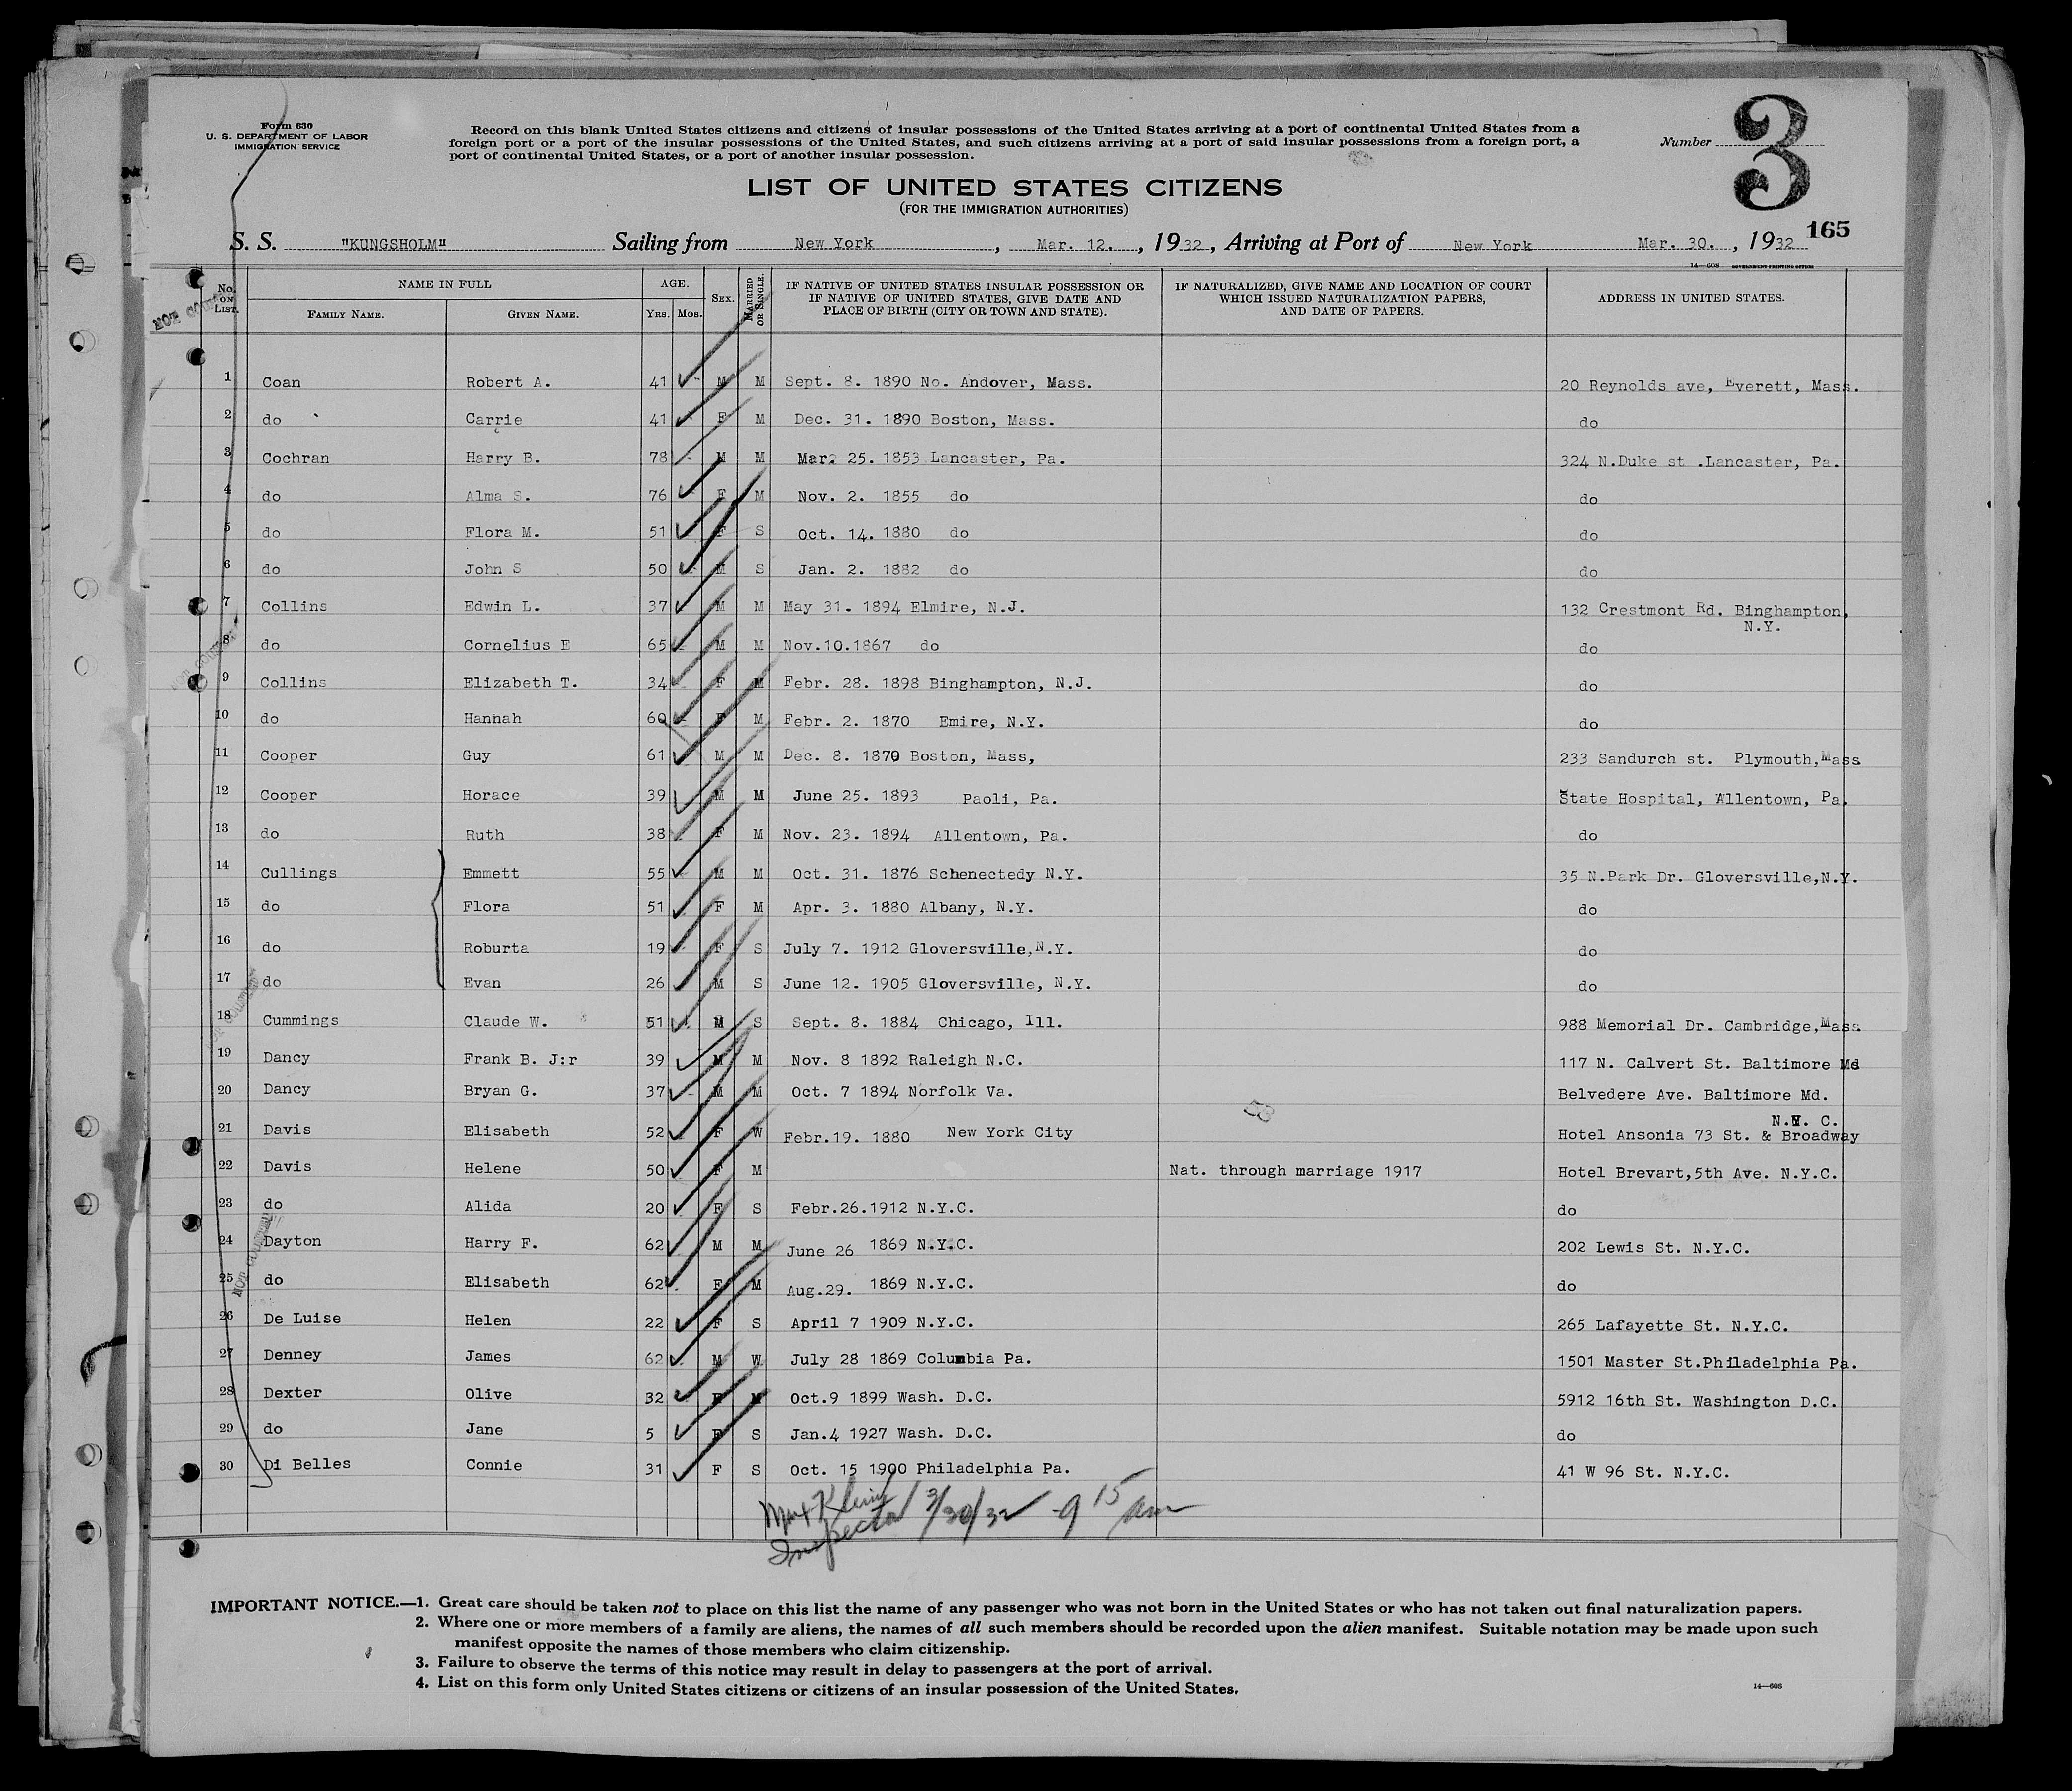 Form 630
U. S. DEPARTMENT OF LABOR
IMMIGRATION SERVICE
Record on this blank United States citizens and citizens of insular possessions of the United States arriving at a port of continental United States from a
foreign port or a port of the insular possessions of the United States, and such citizens arriving at a port of said insular possessions from a foreign port, a
port of continental United States, or a port of another insular possession.
Number 3
LIST OF UNITED STATES CITIZENS
(FOR THE IMMIGRATION AUTHORITIES)
165
S. S. "KUNGSHOLM" Sailing from New York, Mar. 12., 1932, Arriving at Port of New York Mar. 30., 1932
14—608 GOVERNMENT PRINTING OFFICE
No. ON LIST. NAME IN FULL FAMILY NAME. GIVEN NAME. AGE. YRS. MOS. SEX. MARRIED OR SINGLE. IF NATIVE OF UNITED STATES INSULAR POSSESSION OR IF NATIVE OF UNITED STATES, GIVE DATE AND PLACE OF BIRTH (CITY OR TOWN AND STATE). IF NATURALIZED, GIVE NAME AND LOCATION OF COURT WHICH ISSUED NATURALIZATION PAPERS, AND DATE OF PAPERS. ADDRESS IN UNITED STATES.
1 Coan Robert A. 41 M M Sept. 8. 1890 No. Andover, Mass. 20 Reynolds ave, Everett, Mass.
2 do Carrie 41 F M Dec. 31. 1890 Boston, Mass. do
3 Cochran Harry B. 78 M M Mar. 25. 1853 Lancaster, Pa. 324 N.Duke st .Lancaster, Pa.
4 do Alma S. 76 F M Nov. 2. 1855 do do
5 do Flora M. 51 F S Oct. 14. 1880 do do
6 do John S 50 M S Jan. 2. 1882 do do
7 Collins Edwin L. 37 M M May 31. 1894 Elmire, N.J. 132 Crestmont Rd. Binghampton,
N.Y.
8 do Cornelius E 65 M M Nov.10.1867 do do
9 Collins Elizabeth T. 34 F M Febr. 28. 1898 Binghampton, N.J. do
10 do Hannah 60 F M Febr. 2. 1870 Emire, N.Y. do
11 Cooper Guy 61 M M Dec. 8. 1870 Boston, Mass, 233 Sandurch st. Plymouth,Mass
12 Cooper Horace 39 M M June 25. 1893 Paoli, Pa. State Hospital, Allentown, Pa.
13 do Ruth 38 F M Nov. 23. 1894 Allentown, Pa. do
14 Cullings Emmett 55 M M Oct. 31. 1876 Schenectedy N.Y. 35 N.Park Dr. Gloversville,N.Y.
15 do Flora 51 F M Apr. 3. 1880 Albany, N.Y. do
16 do Roburta 19 F S July 7. 1912 Gloversville,N.Y. do
17 do Evan 26 M S June 12. 1905 Gloversville, N.Y. do
18 Cummings Claude W. 51 M S Sept. 8. 1884 Chicago, Ill. 988 Memorial Dr. Cambridge,Mass
19 Dancy Frank B. J:r 39 M M Nov. 8 1892 Raleigh N.C. 117 N. Calvert St. Baltimore Md
20 Dancy Bryan G. 37 M M Oct. 7 1894 Norfolk Va. Belvedere Ave. Baltimore Md.
58
N.Y. C.
21 Davis Elisabeth 52 F W Febr.19. 1880 New York City Hotel Ansonia 73 St. & Broadway
22 Davis Helene 50 F M Nat. through marriage 1917 Hotel Brevart,5th Ave. N.Y.C.
23 do Alida 20 F S Febr.26.1912 N.Y.C. do
24 Dayton Harry F. 62 M M June 26 1869 N.Y.C. 202 Lewis St. N.Y.C.
25 do Elisabeth 62 F M Aug.29. 1869 N.Y.C. do
26 De Luise Helen 22 F S April 7 1909 N.Y.C. 265 Lafayette St. N.Y.C.
27 Denney James 62 M W July 28 1869 Columbia Pa. 1501 Master St.Philadelphia Pa.
28 Dexter Olive 32 F M Oct.9 1899 Wash. D.C. 5912 16th St. Washington D.C.
29 do Jane 5 F S Jan.4 1927 Wash. D.C. do
30 Di Belles Connie 31 F S Oct. 15 1900 Philadelphia Pa. 41 W 96 St. N.Y.C.
Inspector 3/30/32 9 15 am
IMPORTANT NOTICE.—1. Great care should be taken not to place on this list the name of any passenger who was not born in the United States or who has not taken out final naturalization papers.
2. Where one or more members of a family are aliens, the names of all such members should be recorded upon the alien manifest. Suitable notation may be made upon such
manifest opposite the names of those members who claim citizenship.
3. Failure to observe the terms of this notice may result in delay to passengers at the port of arrival.
4. List on this form only United States citizens or citizens of an insular possession of the United States.
14—608